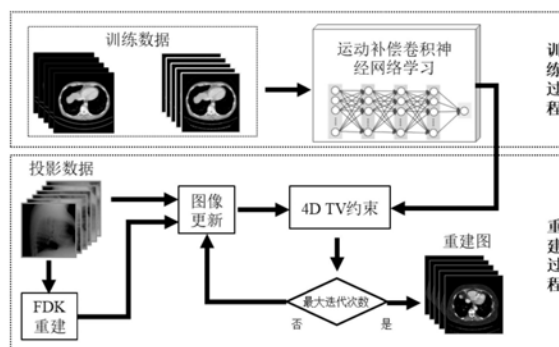 训练数据
运动补偿卷积神
经网络学习
训
练
过
程
投影数据
图像
更新
4D TV约束
重建图
FDK
重建
最大迭代次数
否
是
重
建
过
程